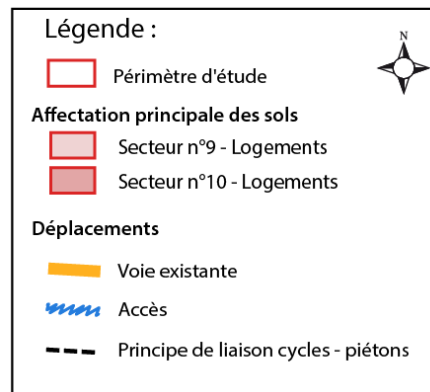 Légende :
N
Périmètre d'étude
Affectation principale des sols
Secteur n°9 - Logements
Secteur n°10 - Logements
Déplacements
Voie existante
Accès
Principe de liaison cycles - piétons